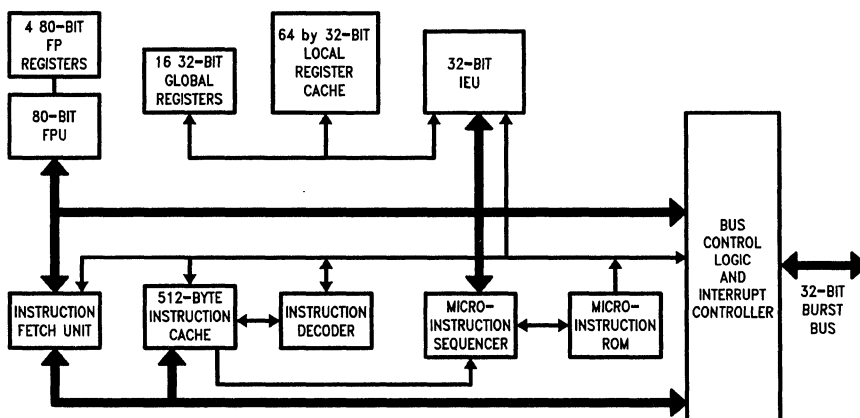 4 80-BIT
FP
REGISTERS
80-BIT
FPU
16 32-BIT
GLOBAL
REGISTERS
64 by 32-BIT
LOCAL
REGISTER
CACHE
32-BIT
IEU
BUS
CONTROL
LOGIC
AND
INTERRUPT
CONTROLLER
32-BIT
BURST
BUS
INSTRUCTION
FETCH UNIT
512-BYTE
INSTRUCTION
CACHE
INSTRUCTION
DECODER
MICRO-
INSTRUCTION
SEQUENCER
MICRO-
INSTRUCTION
ROM